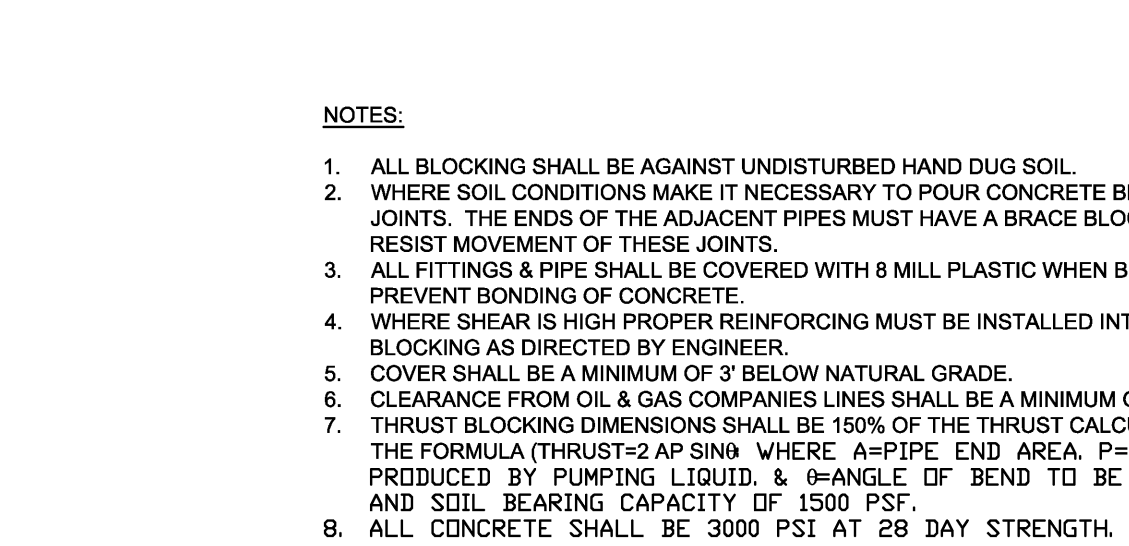 NOTES:
1. ALL BLOCKING SHALL BE AGAINST UNDISTURBED HAND DUG SOIL.
2. WHERE SOIL CONDITIONS MAKE IT NECESSARY TO POUR CONCRETE
JOINTS. THE ENDS OF THE ADJACENT PIPES MUST HAVE A BRACE
RESIST MOVEMENT OF THESE JOINTS.
3. ALL FITTINGS & PIPE SHALL BE COVERED WITH 8 MILL PLASTIC WHEN
PREVENT BONDING OF CONCRETE.
4. WHERE SHEAR IS HIGH PROPER REINFORCING MUST BE INSTALLED
BLOCKING AS DIRECTED BY ENGINEER.
5. COVER SHALL BE A MINIMUM OF 3' BELOW NATURAL GRADE.
6. CLEARANCE FROM OIL & GAS COMPANIES LINES SHALL BE A MINIMUM
7. THRUST BLOCKING DIMENSIONS SHALL BE 150% OF THE THRUST
THE FORMULA (THRUST=2 AP SINθ: WHERE A=PIPE END AREA, P=
PRODUCED BY PUMPING LIQUID, & θ=ANGLE OF BEND TO BE
AND SOIL BEARING CAPACITY OF 1500 PSF.
8. ALL CONCRETE SHALL BE 3000 PSI AT 28 DAY STRENGTH.